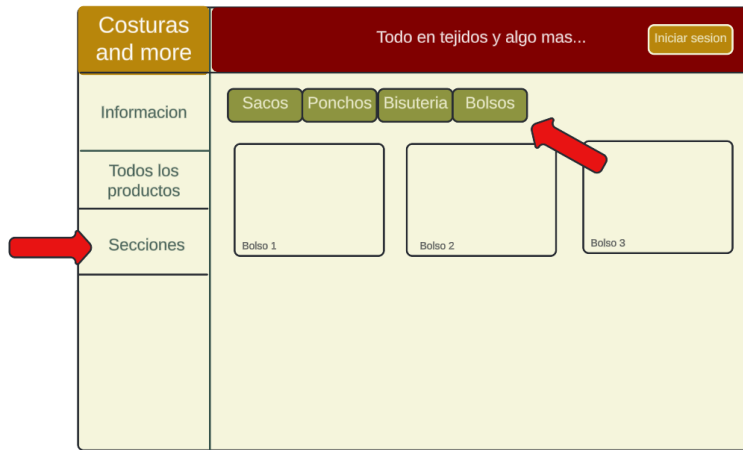 Costuras
and more
Todo en tejidos y algo mas...
Iniciar sesion
Informacion
Todos los
productos
Secciones
Sacos
Ponchos
Bisuteria
Bolsos
Bolso 1
Bolso 2
Bolso 3